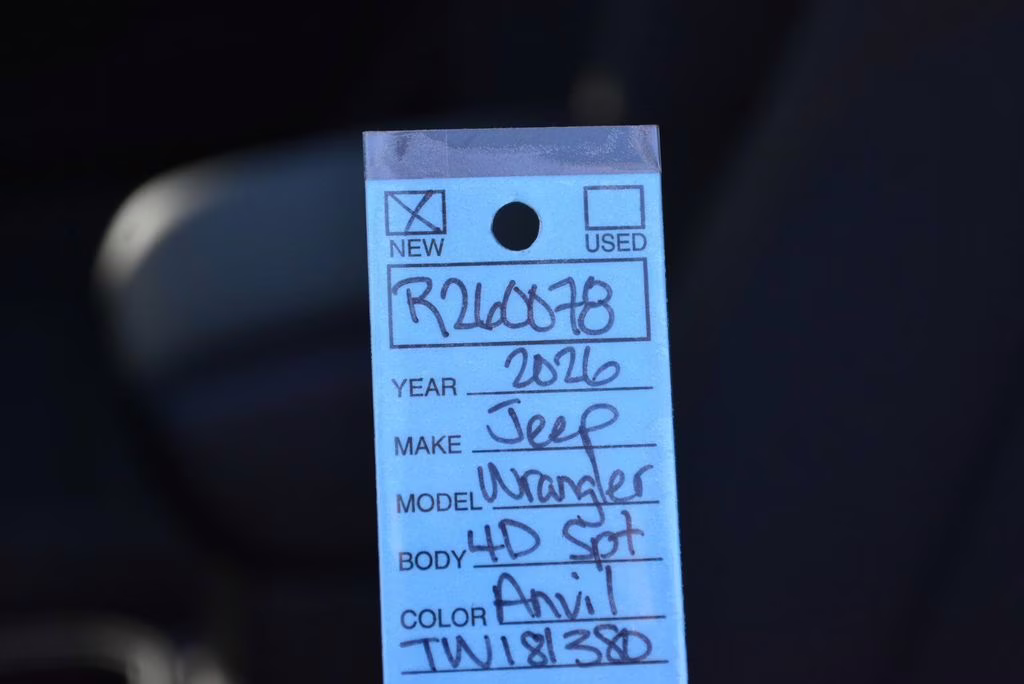 NEW USED
R260078
YEAR 2026
MAKE Jeep
MODEL Wrangler
BODY 4D Spt
COLOR Anvil
TW181380